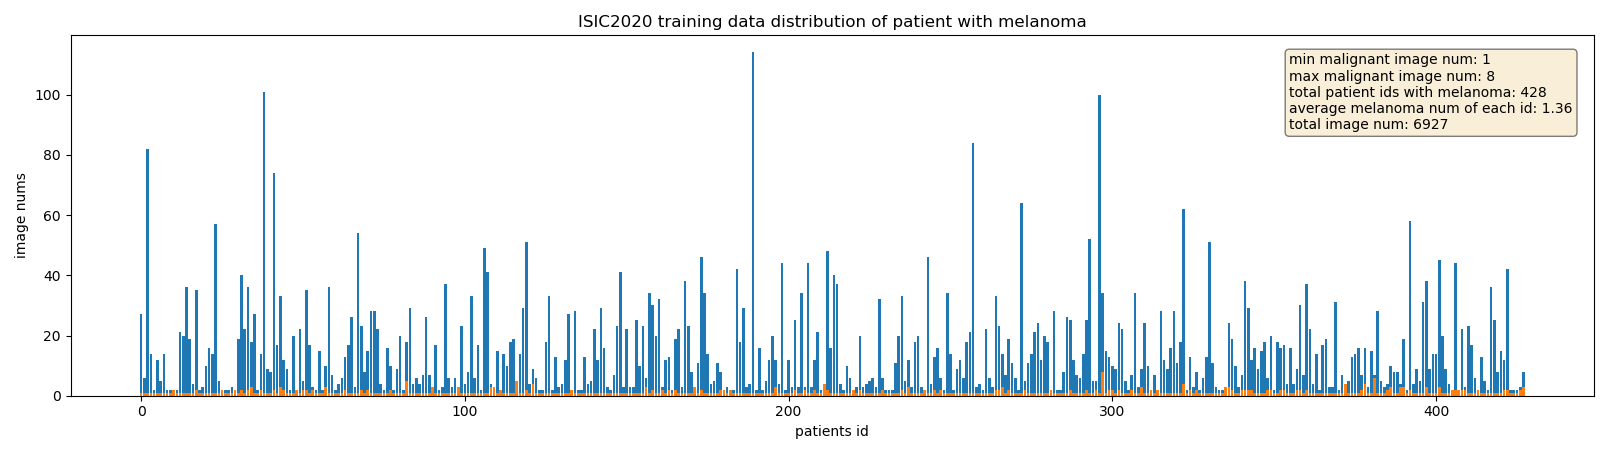 ISIC2020 training data distribution of patient with melanoma
min malignant image num: 1
max malignant image num: 8
total patient ids with melanoma: 428
average melanoma num of each id: 1.36
total image num: 6927
image nums
100
80
60
40
20
0
0 100 200 300 400
patients id